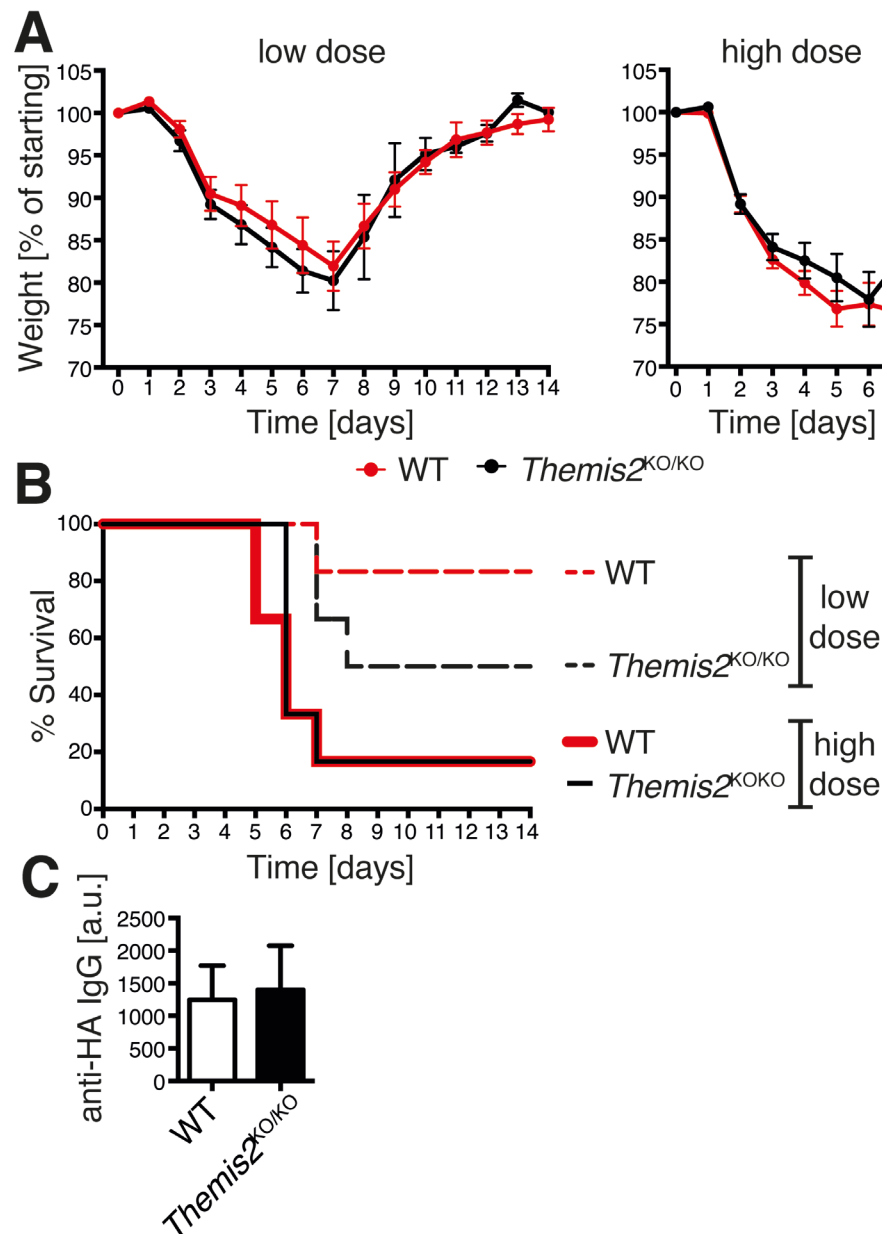 A
low dose
high dose
Weight [% of starting]
105
100
95
90
85
80
75
70
0 1 2 3 4 5 6 7 8 9 10 11 12 13 14
Time [days]
105
100
95
90
85
80
75
70
0 1 2 3 4 5 6
Time [days]
WT Themis2KO/KO
B
% Survival
100
80
60
40
20
0
0 1 2 3 4 5 6 7 8 9 10 11 12 13 14
Time [days]
WT
Themis2KO/KO
low
dose
WT
Themis2KOKO
high
dose
C
anti-HA IgG [a.u.]
2500
2000
1500
1000
500
0
WT
Themis2KO/KO